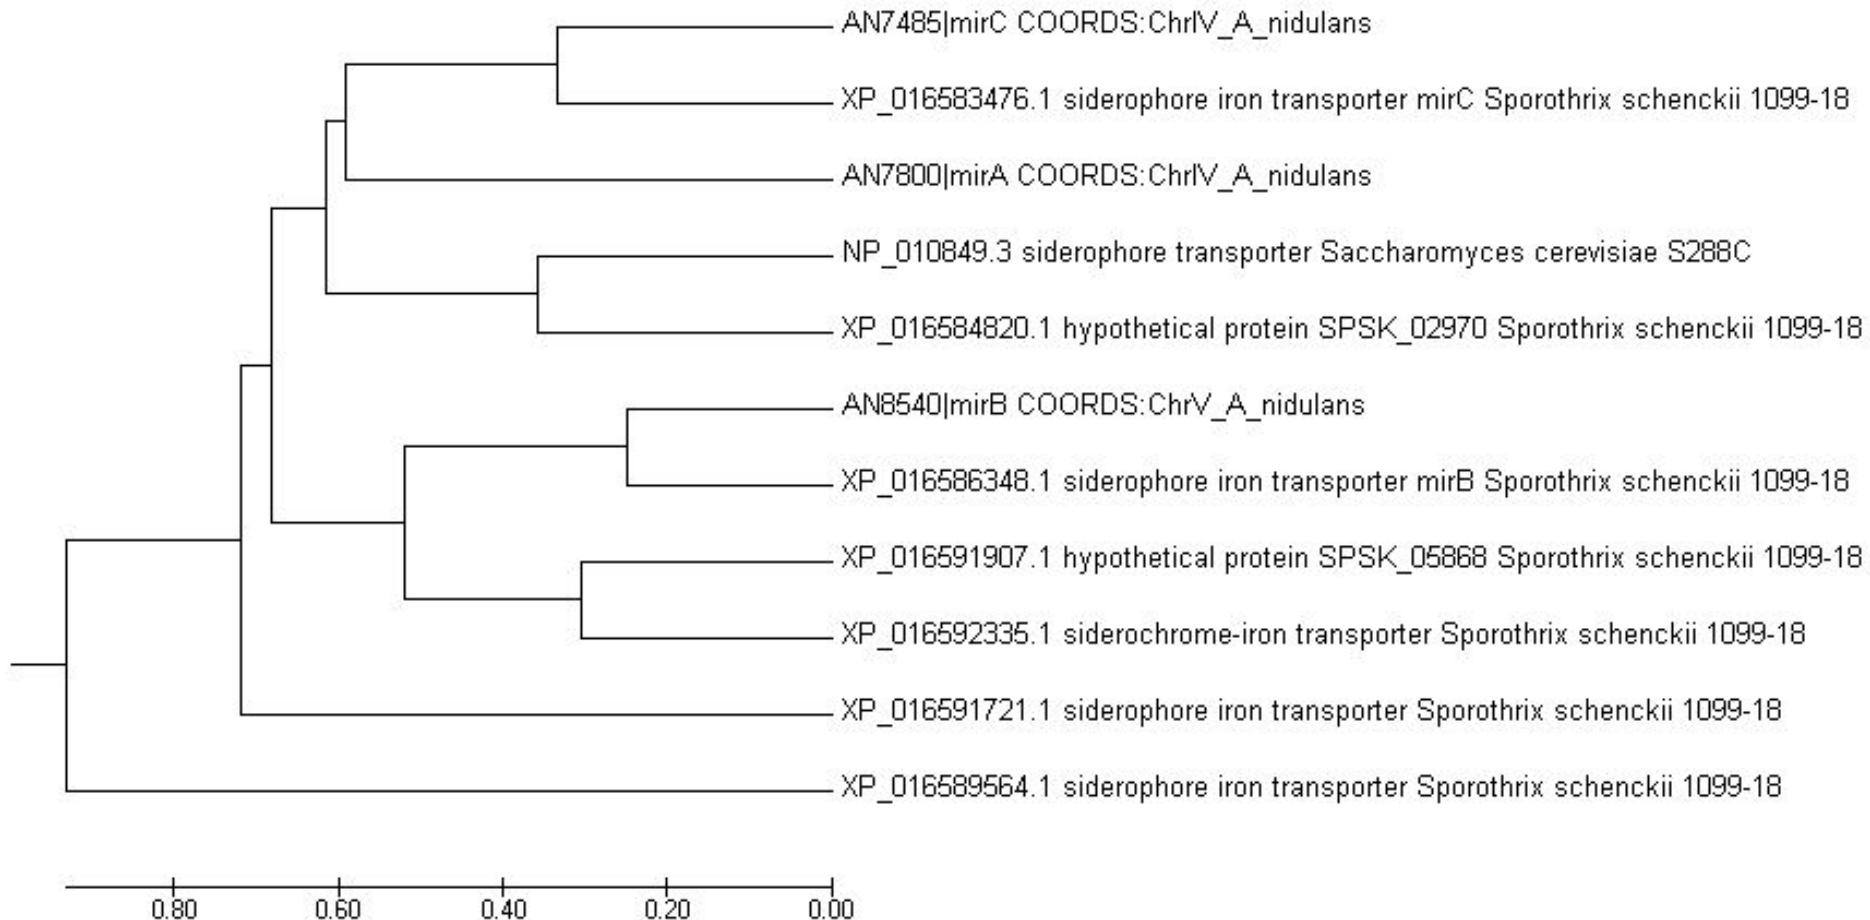 AN7485|mirC COORDS:ChrIV_A_nidulans
XP_016583476.1 siderophore iron transporter mirC Sporothrix schenckii 1099-18
AN7800|mirA COORDS:ChrIV_A_nidulans
NP_010849.3 siderophore transporter Saccharomyces cerevisiae S288C
XP_016584820.1 hypothetical protein SPSK_02970 Sporothrix schenckii 1099-18
AN8540|mirB COORDS:ChrV_A_nidulans
XP_016586348.1 siderophore iron transporter mirB Sporothrix schenckii 1099-18
XP_016591907.1 hypothetical protein SPSK_05868 Sporothrix schenckii 1099-18
XP_016592335.1 siderochrome-iron transporter Sporothrix schenckii 1099-18
XP_016591721.1 siderophore iron transporter Sporothrix schenckii 1099-18
XP_016589564.1 siderophore iron transporter Sporothrix schenckii 1099-18
0.80 0.60 0.40 0.20 0.00